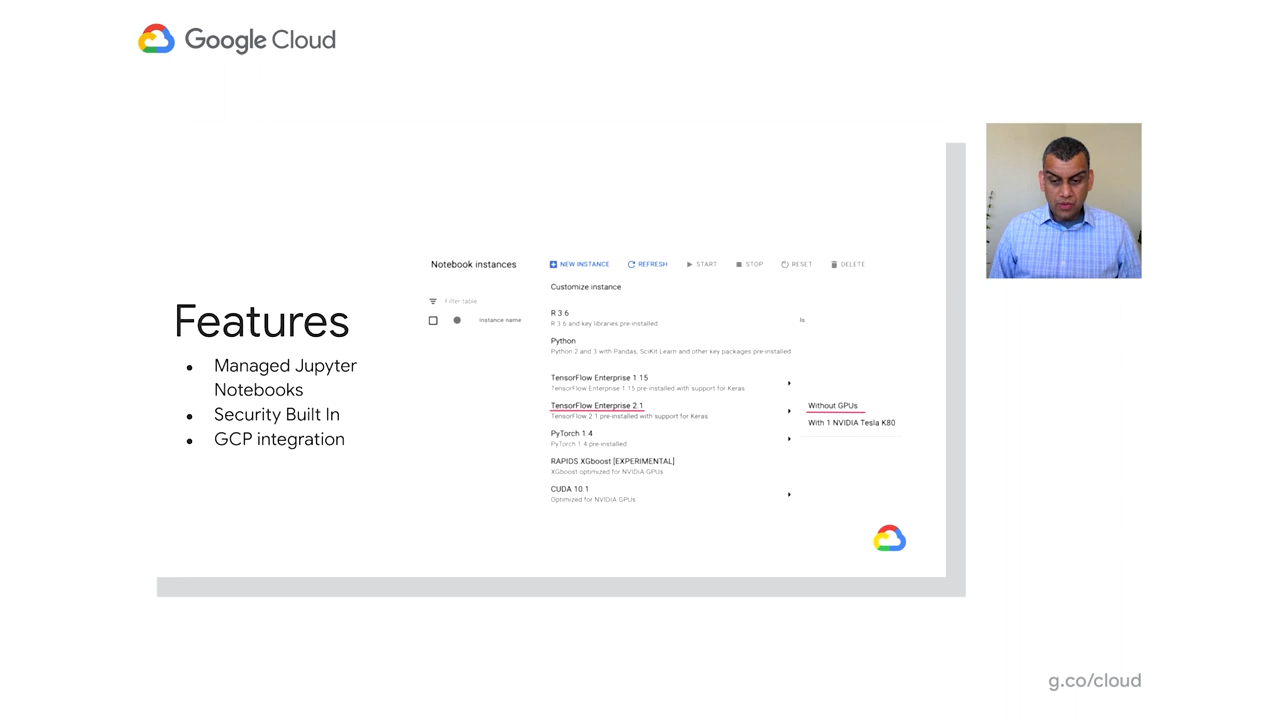 Google Cloud
Features
Managed Jupyter
Notebooks
Security Built In
GCP integration
Notebook instances
NEW INSTANCE
REFRESH
START
STOP
RESET
DELETE
Customize instance
Filter table
Instance name
R 3.6
R 3.6 and key libraries pre-installed
ls
Python
Python 2 and 3 with Pandas, SciKit Learn and other key packages pre-installed
TensorFlow Enterprise 1.15
TensorFlow Enterprise 1.15 pre-installed with support for Keras
TensorFlow Enterprise 2.1
TensorFlow 2.1 pre-installed with support for Keras
Without GPUs
With 1 NVIDIA Tesla K80
PyTorch 1.4
PyTorch 1.4 pre-installed
RAPIDS XGboost [EXPERIMENTAL]
XGboost optimized for NVIDIA GPUs
CUDA 10.1
Optimized for NVIDIA GPUs
g.co/cloud